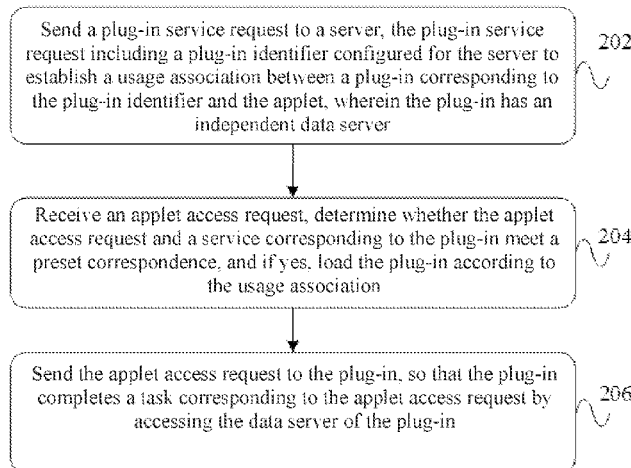 Send a plug-in service request to a server, the plug-in service
request including a plug-in identifier configured for the server to
establish a usage association between a plug-in corresponding to
the plug-in identifier and the applet, wherein the plug-in has an
independent data server
202
Receive an applet access request, determine whether the applet
access request and a service corresponding to the plug-in meet a
preset correspondence, and if yes, load the plug-in according to
the usage association
204
Send the applet access request to the plug-in, so that the plug-in
completes a task corresponding to the applet access request by
accessing the data server of the plug-in
206